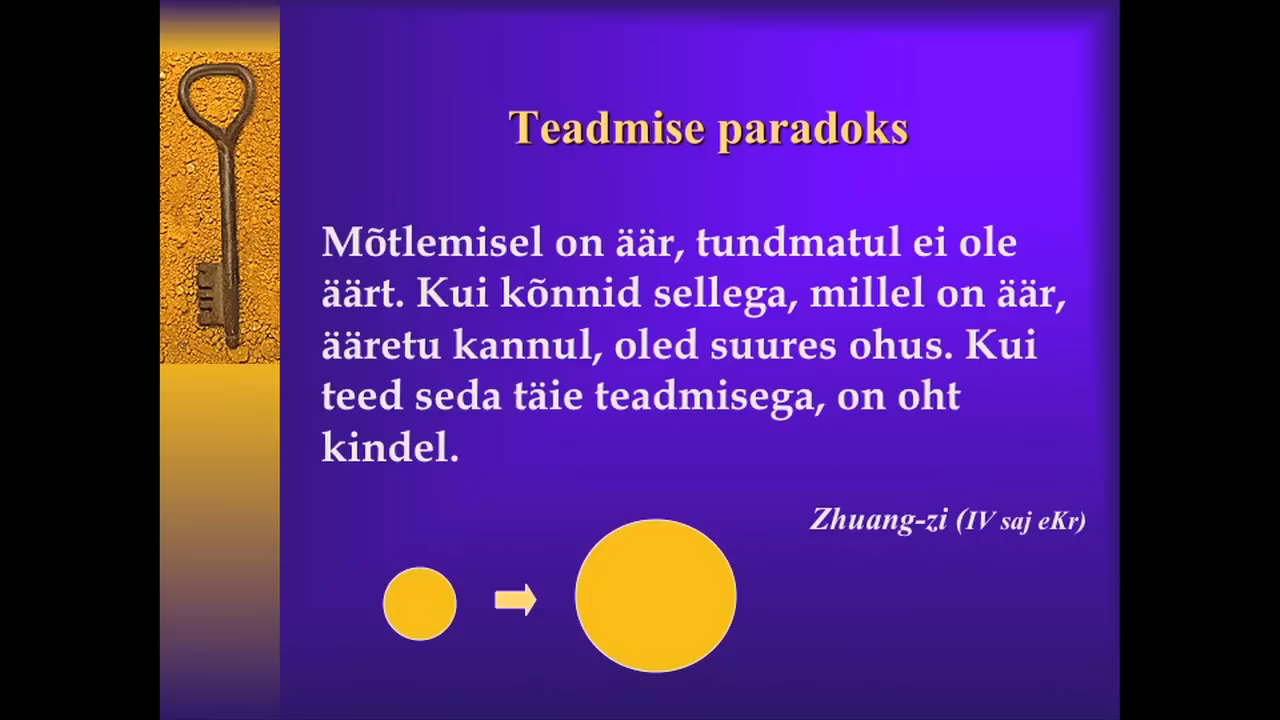 Teadmise paradoks
Mõtlemisel on äär, tundmatul ei ole
äärt. Kui kõnnid sellega, millel on äär,
ääretu kannul, oled suures ohus. Kui
teed seda täie teadmisega, on oht
kindel.
Zhuang-zi (IV saj eKr)